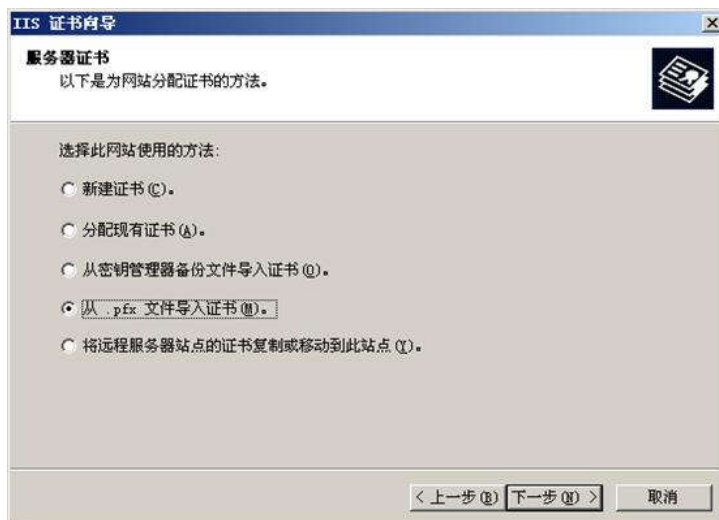 IIS 证书向导
服务器证书
以下是为网站分配证书的方法。
选择此网站使用的方法:
新建证书(C)。
分配现有证书(A)。
从密钥管理器备份文件导入证书(O)。
从 .pfx 文件导入证书(M)。
将远程服务器站点的证书复制或移动到此站点(Y)。
< 上一步(B)
下一步(N) >
取消